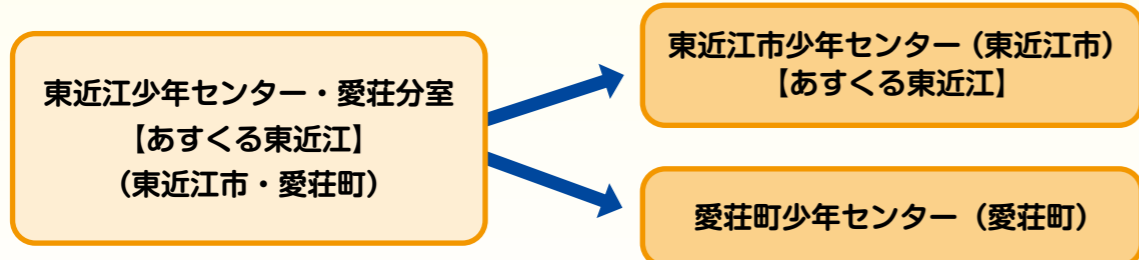 東近江少年センター・愛荘分室
【あすくる東近江】
（東近江市・愛荘町）
東近江市少年センター（東近江市）
【あすくる東近江】
愛荘町少年センター（愛荘町）